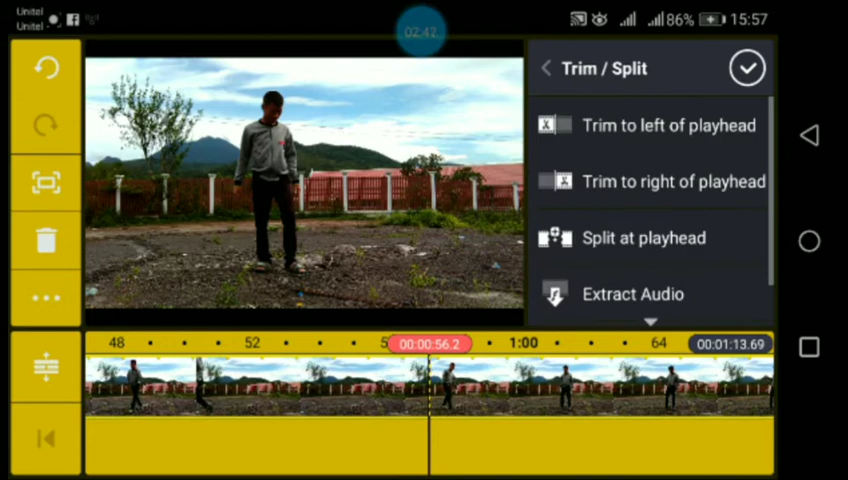 Unitel
Unitel
86%
15:57
02:42
Trim / Split
Trim to left of playhead
Trim to right of playhead
Split at playhead
Extract Audio
48
52
5
00:00:56.2
1:00
64
00:01:13.69